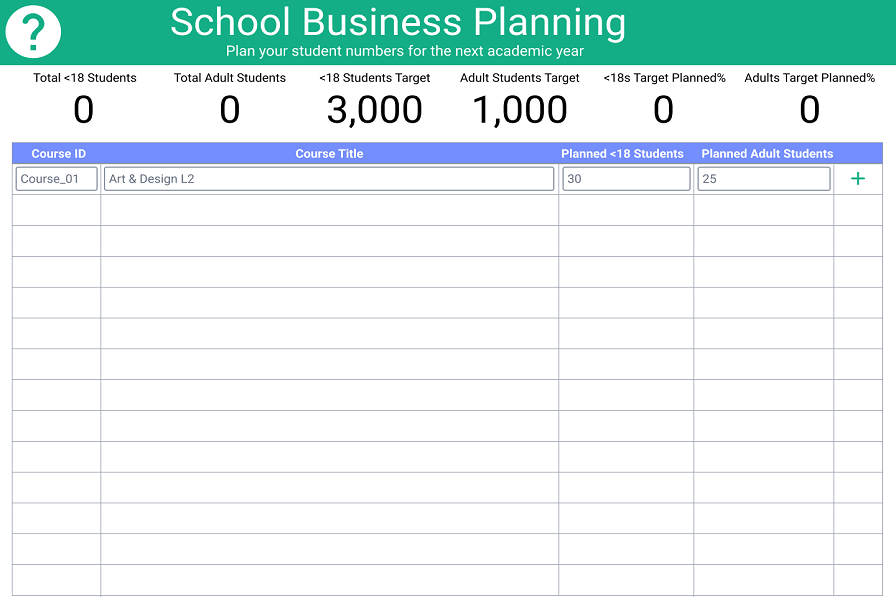 ?
School Business Planning
Plan your student numbers for the next academic year
Total <18 Students Total Adult Students <18 Students Target Adult Students Target <18s Target Planned% Adults Target Planned%
0 0 3,000 1,000 0 0
Course ID Course Title Planned <18 Students Planned Adult Students
Course_01 Art & Design L2 30 25 +